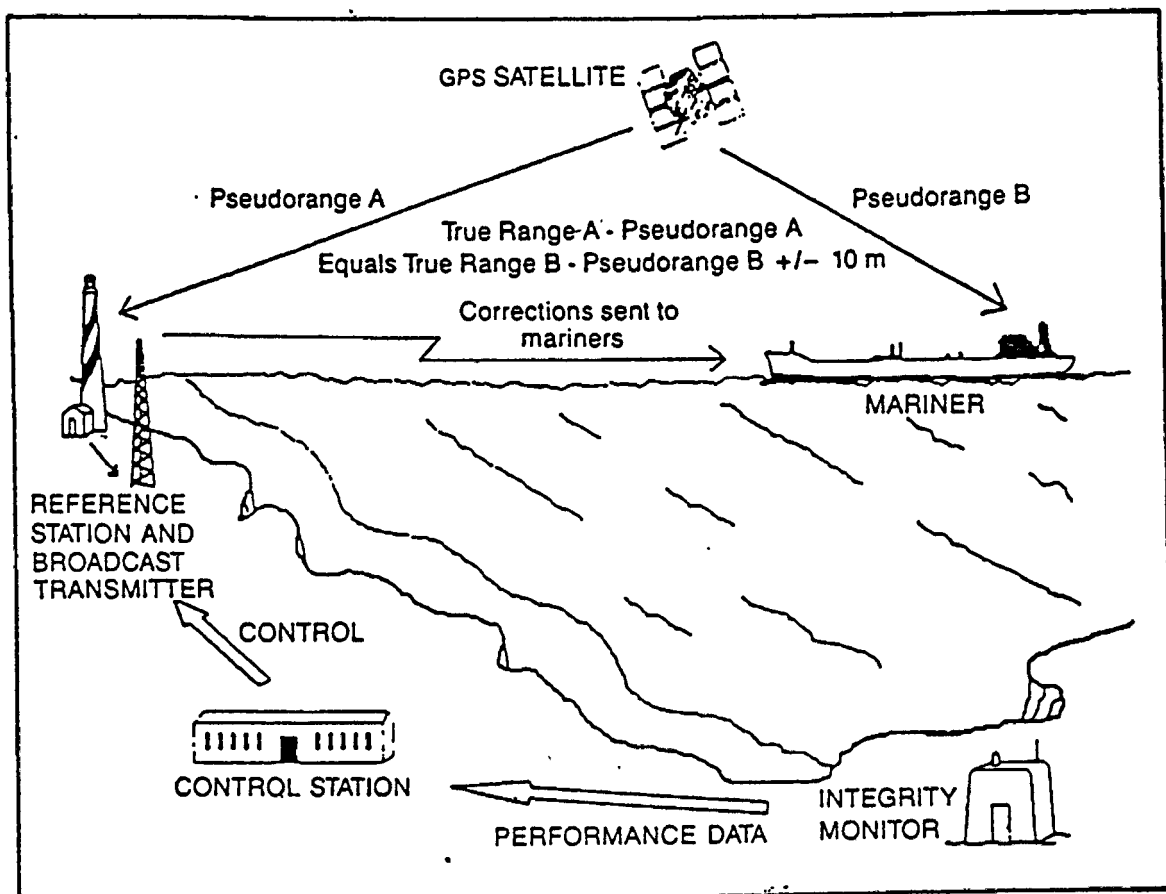 GPS SATELLITE
Pseudorange A
Pseudorange B
True Range A - Pseudorange A
Equals True Range B - Pseudorange B +/- 10 m
Corrections sent to
mariners
MARINER
REFERENCE
STATION AND
BROADCAST
TRANSMITTER
CONTROL
CONTROL STATION
INTEGRITY
MONITOR
PERFORMANCE DATA